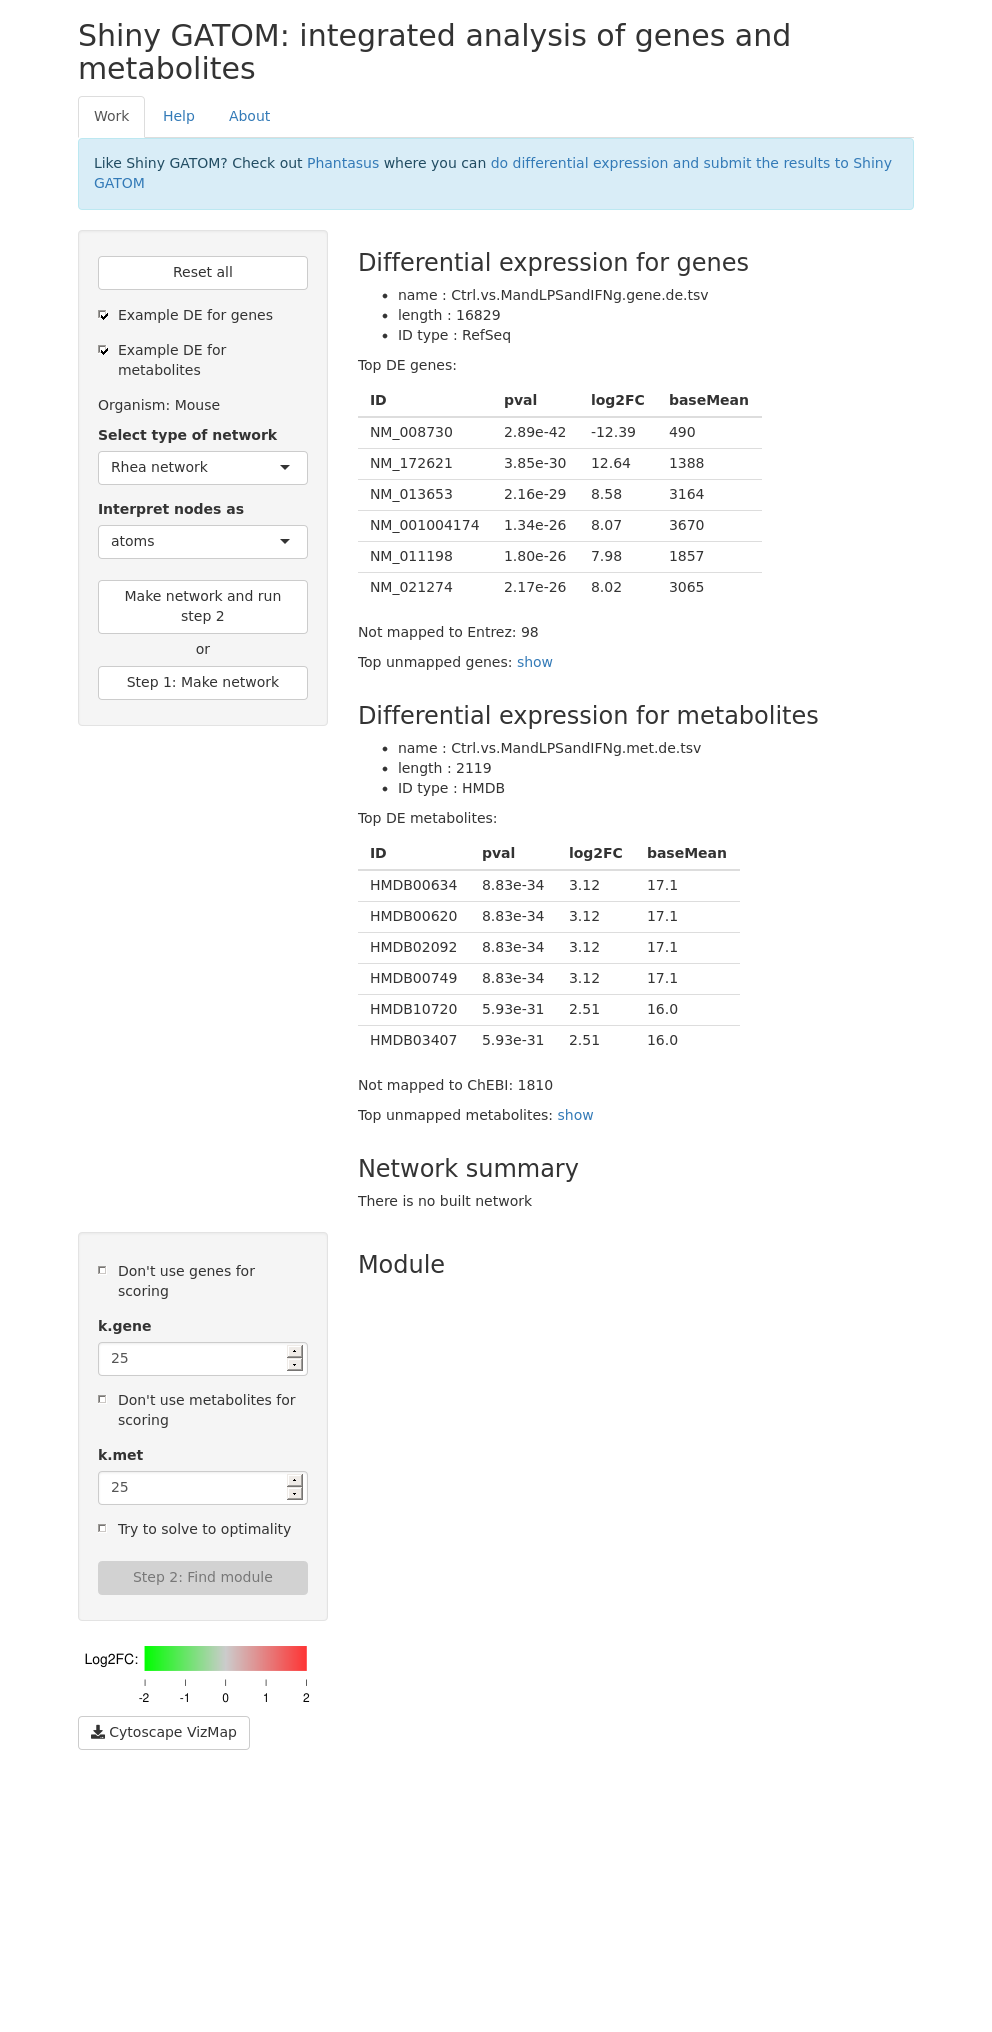 Shiny GATOM: integrated analysis of genes and
metabolites
Work Help About
Like Shiny GATOM? Check out Phantasus where you can do differential expression and submit the results to Shiny
GATOM
Reset all
Example DE for genes
Example DE for
metabolites
Organism: Mouse
Select type of network
Rhea network
Interpret nodes as
atoms
Make network and run
step 2
or
Step 1: Make network
Differential expression for genes
• name : Ctrl.vs.MandLPSandIFNg.gene.de.tsv
• length : 16829
• ID type : RefSeq
Top DE genes:
ID pval log2FC baseMean
NM_008730 2.89e-42 -12.39 490
NM_172621 3.85e-30 12.64 1388
NM_013653 2.16e-29 8.58 3164
NM_001004174 1.34e-26 8.07 3670
NM_011198 1.80e-26 7.98 1857
NM_021274 2.17e-26 8.02 3065
Not mapped to Entrez: 98
Top unmapped genes: show
Differential expression for metabolites
• name : Ctrl.vs.MandLPSandIFNg.met.de.tsv
• length : 2119
• ID type : HMDB
Top DE metabolites:
ID pval log2FC baseMean
HMDB00634 8.83e-34 3.12 17.1
HMDB00620 8.83e-34 3.12 17.1
HMDB02092 8.83e-34 3.12 17.1
HMDB00749 8.83e-34 3.12 17.1
HMDB10720 5.93e-31 2.51 16.0
HMDB03407 5.93e-31 2.51 16.0
Not mapped to ChEBI: 1810
Top unmapped metabolites: show
Network summary
There is no built network
Don't use genes for
scoring
k.gene
25
Don't use metabolites for
scoring
k.met
25
Try to solve to optimality
Step 2: Find module
Module
Log2FC:
-2 -1 0 1 2
Cytoscape VizMap